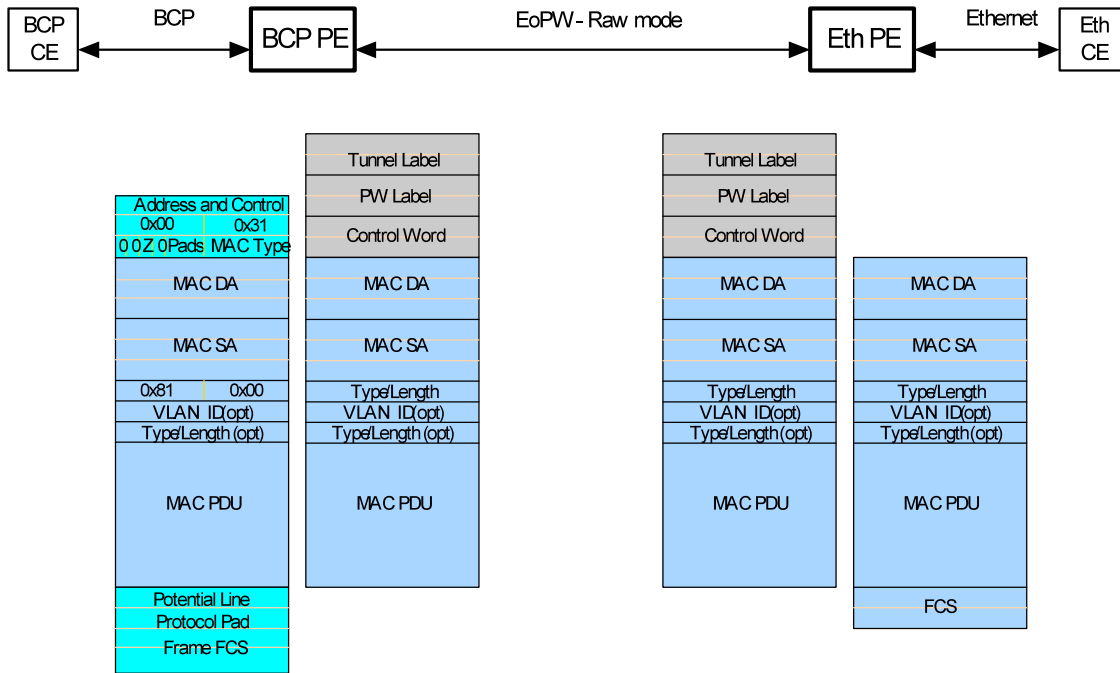 BCP
CE
BCP
BCP PE
EoPW - Raw mode
Eth PE
Ethernet
Eth
CE
Address and Control
0x00 0x31
0 0 Z 0 Pads MAC Type
MAC DA
MAC SA
0x81 0x00
VLAN ID(opt)
Type/Length (opt)
MAC PDU
Potential Line
Protocol Pad
Frame FCS
Tunnel Label
PW Label
Control Word
MAC DA
MAC SA
Type/Length
VLAN ID(opt)
Type/Length (opt)
MAC PDU
Tunnel Label
PW Label
Control Word
MAC DA
MAC SA
Type/Length
VLAN ID(opt)
Type/Length (opt)
MAC PDU
MAC DA
MAC SA
Type/Length
VLAN ID(opt)
Type/Length (opt)
MAC PDU
FCS